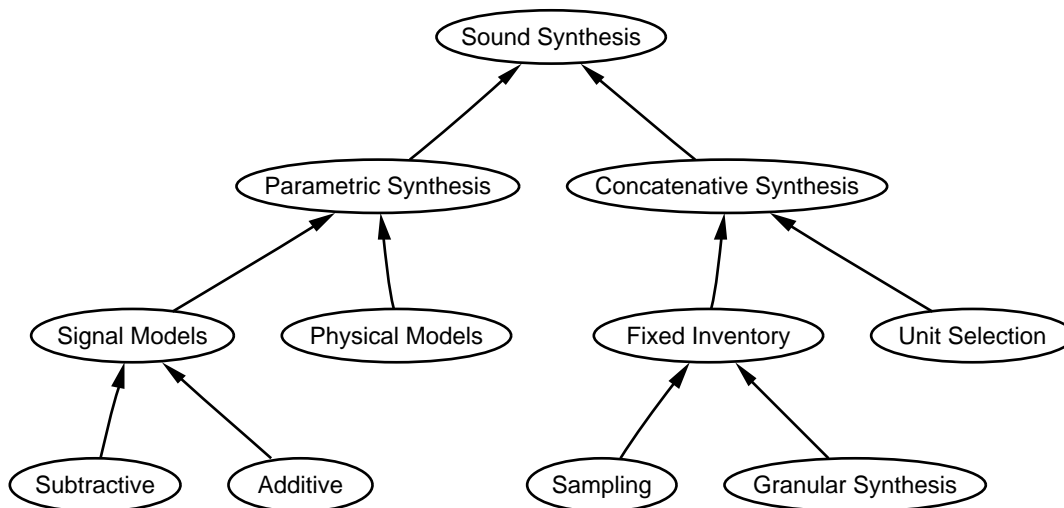 Sound Synthesis
Parametric Synthesis
Concatenative Synthesis
Signal Models
Physical Models
Fixed Inventory
Unit Selection
Subtractive
Additive
Sampling
Granular Synthesis